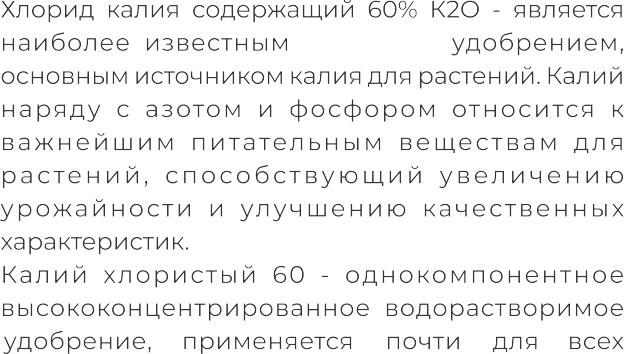 Хлорид калия содержащий 60% К2О - является
наиболее известным удобрением,
основным источником калия для растений. Калий
наряду с азотом и фосфором относится к
важнейшим питательным веществам для
растений, способствующий увеличению
урожайности и улучшению качественных
характеристик.
Калий хлористый 60 - однокомпонентное
высококонцентрированное водорастворимое
удобрение, применяется почти для всех